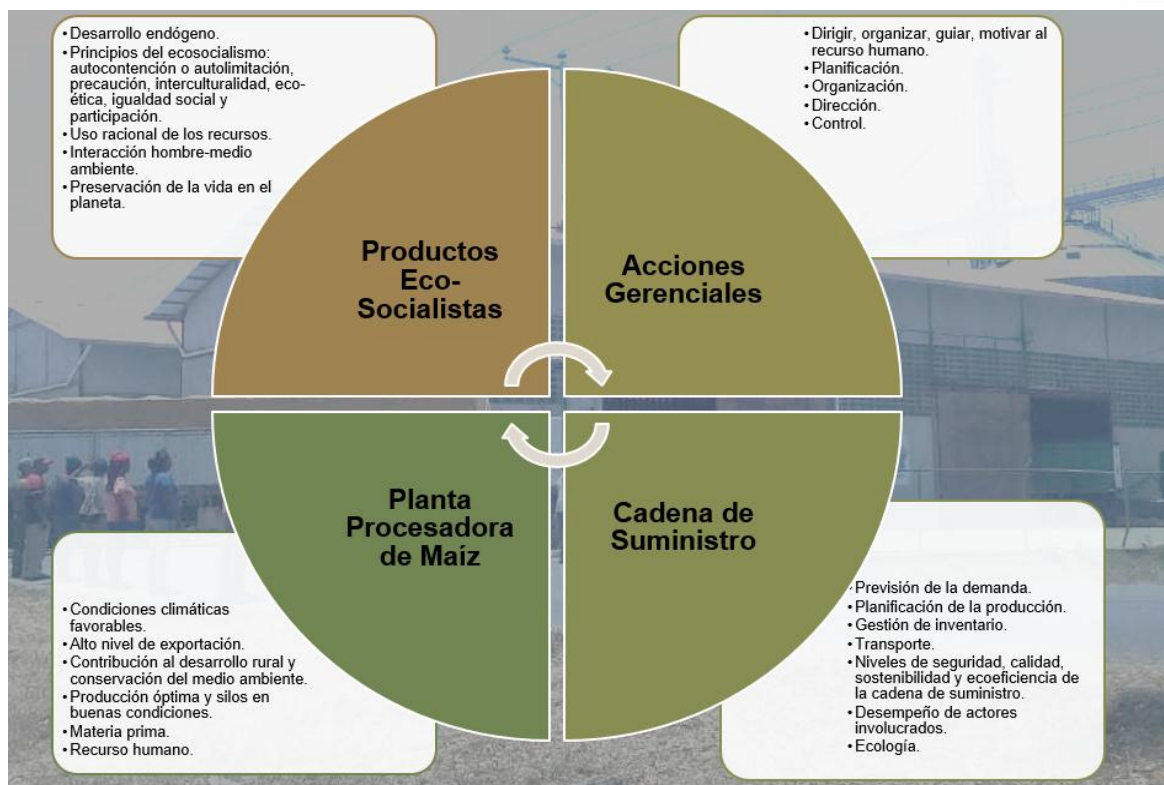 • Desarrollo endógeno.
• Principios del ecosocialismo:
autocontención o autolimitación,
precaución, interculturalidad, eco-
ética, igualdad social y
participación.
• Uso racional de los recursos.
• Interacción hombre-medio
ambiente.
• Preservación de la vida en el
planeta.
• Dirigir, organizar, guiar, motivar al
recurso humano.
• Planificación.
• Organización.
• Dirección.
• Control.
Productos
Eco-
Socialistas
Acciones
Gerenciales
Planta
Procesadora
de Maíz
Cadena de
Suministro
• Condiciones climáticas
favorables.
• Alto nivel de exportación.
• Contribución al desarrollo rural y
conservación del medio ambiente.
• Producción óptima y silos en
buenas condiciones.
• Materia prima.
• Recurso humano.
• Previsión de la demanda.
• Planificación de la producción.
• Gestión de inventario.
• Transporte.
• Niveles de seguridad, calidad,
sostenibilidad y ecoeficiencia de
la cadena de suministro.
• Desempeño de actores
involucrados.
• Ecología.